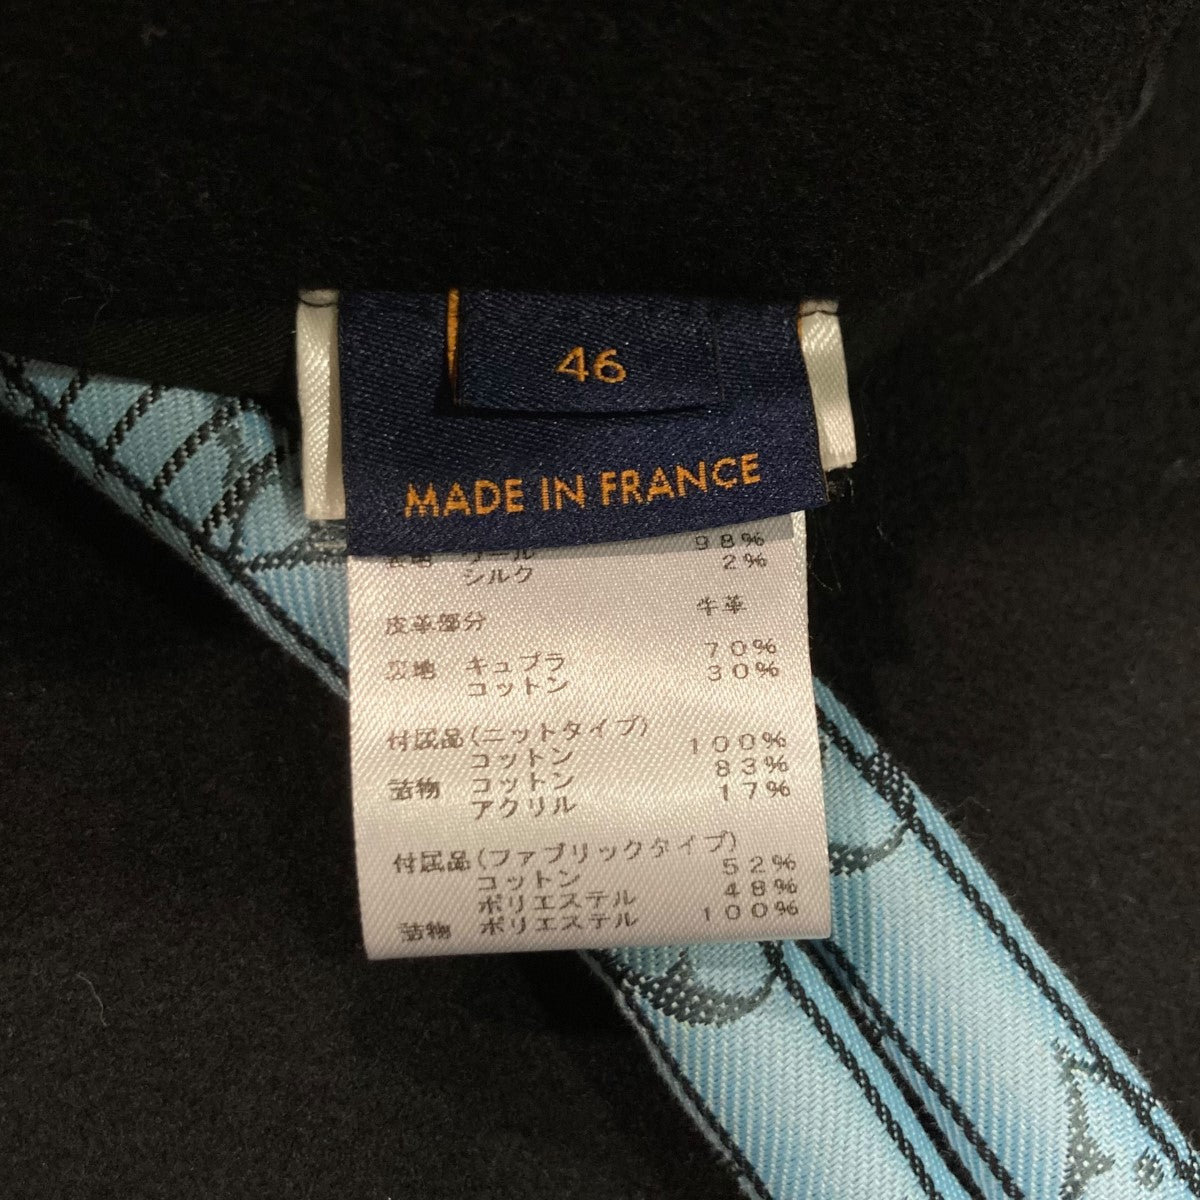 46
MADE IN FRANCE
ウール 98%
シルク 2%
皮革部分 牛革
裏地 キュプラ 70%
コットン 30%
付属品(ニットタイプ)
コットン 100%
詰物 コットン 83%
アクリル 17%
付属品(ファブリックタイプ)
コットン 52%
ポリエステル 48%
詰物 ポリエステル 100%